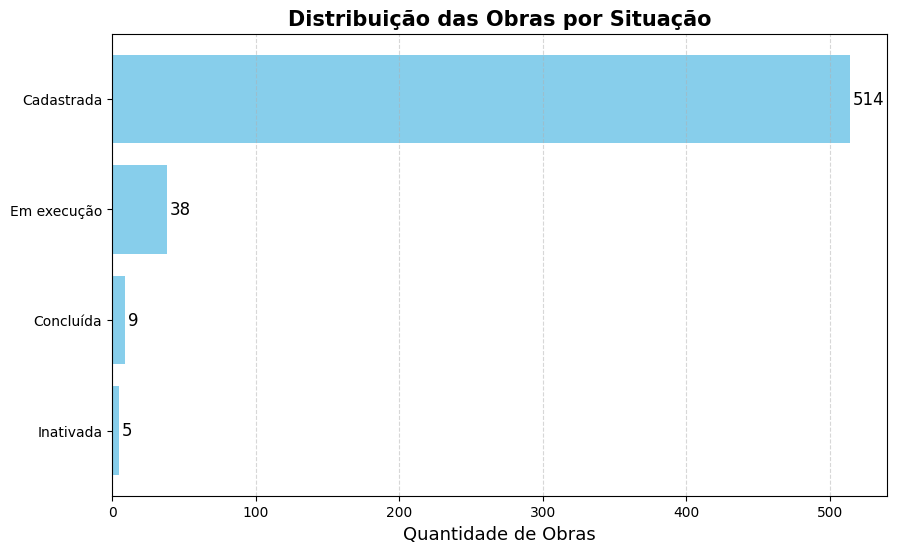 Distribuição das Obras por Situação
Cadastrada
514
Em execução
38
Concluída
9
Inativada
5
0
100
200
300
400
500
Quantidade de Obras